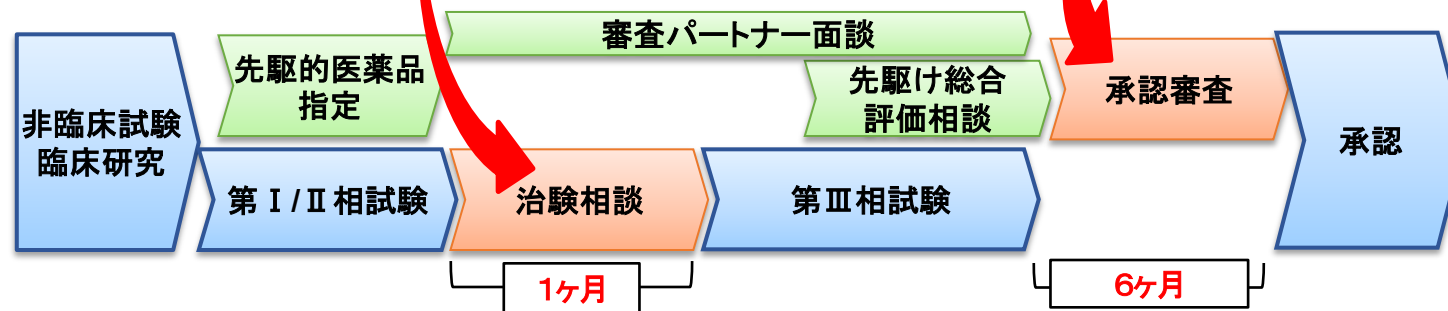 審査パートナー面談
先駆的医薬品
指定
先駆け総合
評価相談
承認審査
非臨床試験
臨床研究
承認
第Ⅰ/Ⅱ相試験
治験相談
第Ⅲ相試験
1ヶ月
6ヶ月